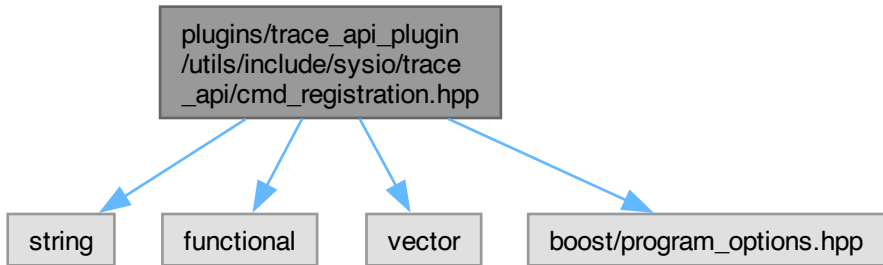 plugins/trace_api_plugin
/utils/include/sysio/trace
_api/cmd_registration.hpp
string
functional
vector
boost/program_options.hpp